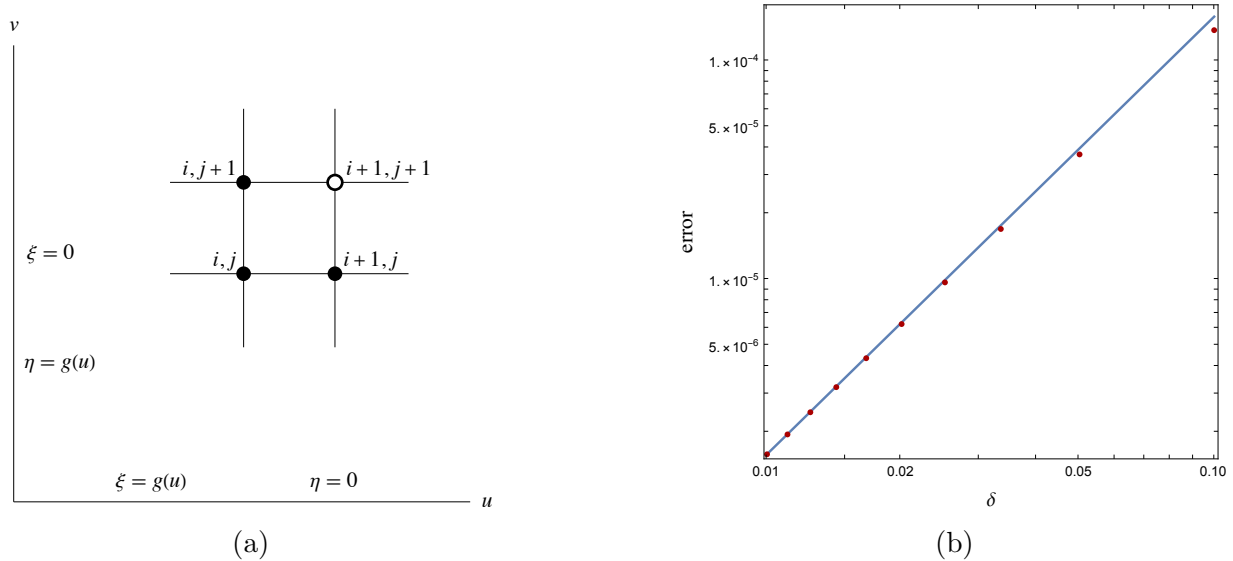 v
i, j+1
i+1, j+1
ξ = 0
i, j
i+1, j
η = g(u)
ξ = g(u)
η = 0
u
(a)
1.×10⁻⁴
5.×10⁻⁵
error
1.×10⁻⁵
5.×10⁻⁶
0.01
0.02
0.05
0.10
δ
(b)